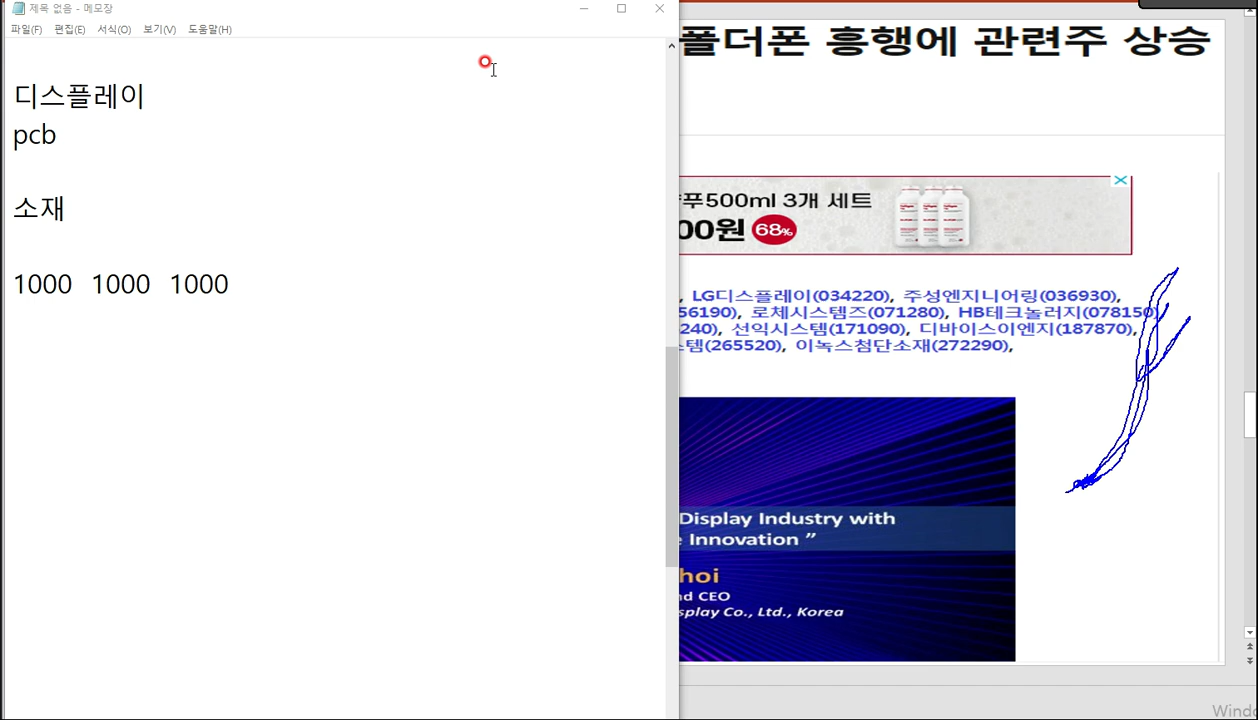 제목 없음 - 메모장
파일(F) 편집(E) 서식(O) 보기(V) 도움말(H)
디스플레이
pcb
소재
1000 1000 1000
폴더폰 흥행에 관련주 상승
푸500ml 3개 세트
00원 68%
, LG디스플레이(034220), 주성엔지니어링(036930),
56190), 로체시스템즈(071280), HB테크놀러지(078150)
240), 선익시스템(171090), 디바이스이엔지(187870),
스템(265520), 이녹스첨단소재(272290),
Display Industry with
e Innovation ”
hoi
nd CEO
splay Co., Ltd., Korea
Windo